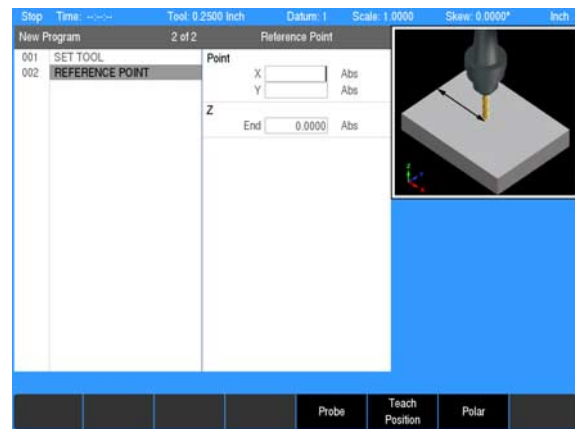 Stop Time: --:--:-- Tool: 0.2500 Inch Datum: 1 Scale: 1.0000 Skew: 0.0000° Inch
New Program 2 of 2 Reference Point
001 SET TOOL
002 REFERENCE POINT
Point
X Abs
Y Abs
Z
End 0.0000 Abs
Probe
Teach
Position
Polar